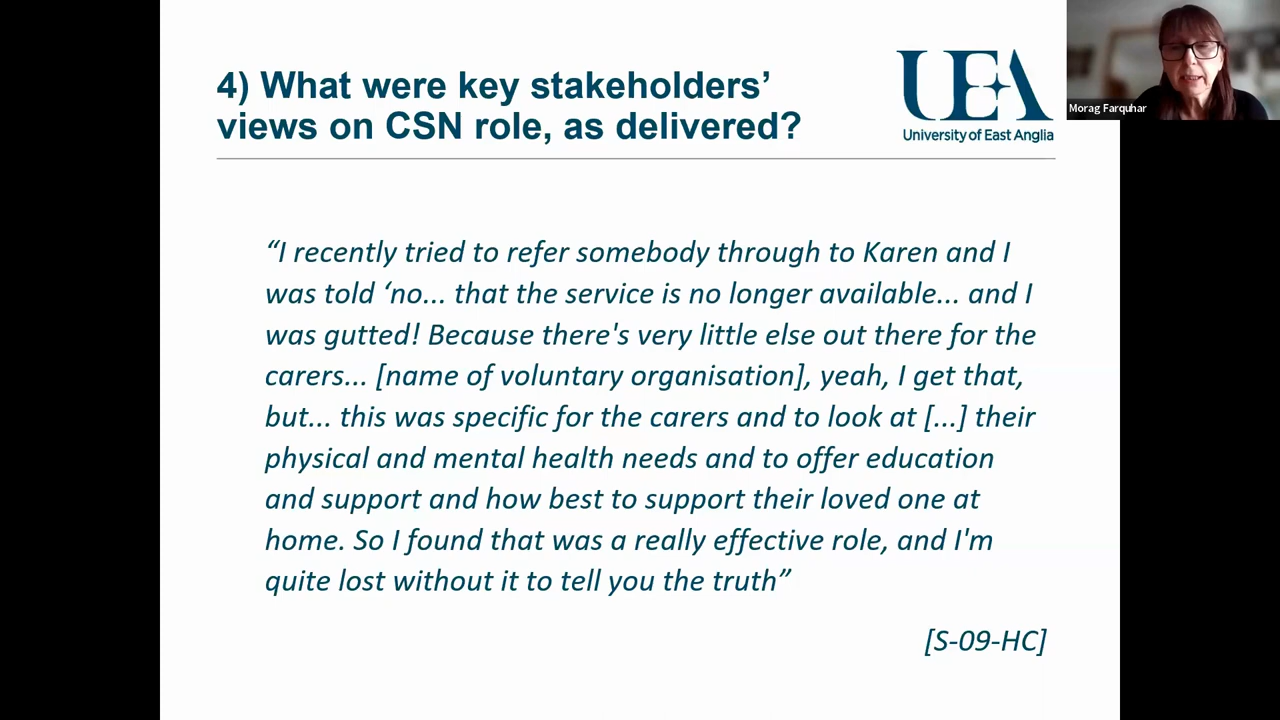 4) What were key stakeholders’
views on CSN role, as delivered?
UEA
University of East Anglia
Morag Farquhar
“I recently tried to refer somebody through to Karen and I
was told ‘no... that the service is no longer available... and I
was gutted! Because there's very little else out there for the
carers... [name of voluntary organisation], yeah, I get that,
but... this was specific for the carers and to look at [...] their
physical and mental health needs and to offer education
and support and how best to support their loved one at
home. So I found that was a really effective role, and I'm
quite lost without it to tell you the truth”
[S-09-HC]